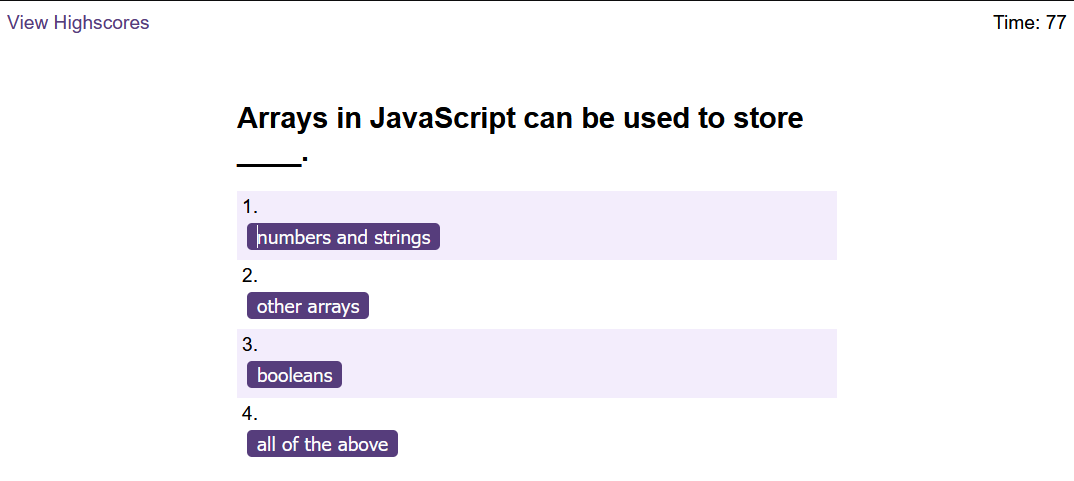 View Highscores
Time: 77
Arrays in JavaScript can be used to store
____.
1.
numbers and strings
2.
other arrays
3.
booleans
4.
all of the above